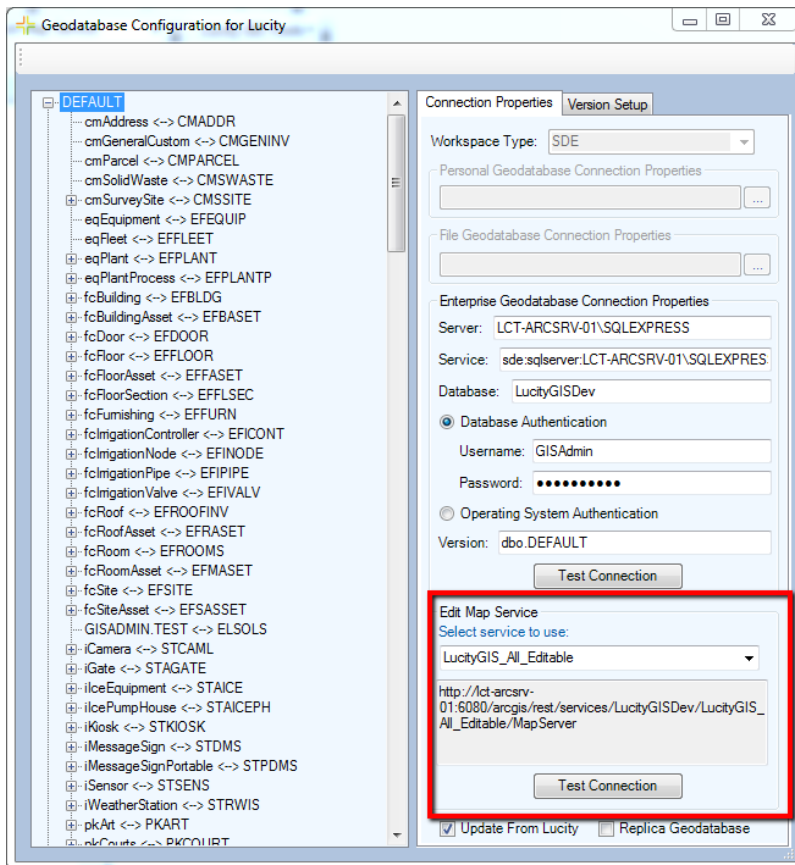 Geodatabase Configuration for Lucity
DEFAULT
cmAddress <--> CMADDR
cmGeneralCustom <--> CMGENINV
cmParcel <--> CMPARCEL
cmSolidWaste <--> CMSWASTE
cmSurveySite <--> CMSSITE
eqEquipment <--> EFEQUIP
eqFleet <--> EFFLEET
eqPlant <--> EFPLANT
eqPlantProcess <--> EFPLANTP
fcBuilding <--> EFBLDG
fcBuildingAsset <--> EFBASET
fcDoor <--> EFDOOR
fcFloor <--> EFFLOOR
fcFloorAsset <--> EFFASET
fcFloorSection <--> EFFLSEC
fcFurnishing <--> EFFURN
fcIrrigationController <--> EFICONT
fcIrrigationNode <--> EFINODE
fcIrrigationPipe <--> EFIPIPE
fcIrrigationValve <--> EFIVALV
fcRoof <--> EFROOFINV
fcRoofAsset <--> EFRASET
fcRoom <--> EFROOMS
fcRoomAsset <--> EFMASET
fcSite <--> EFSITE
fcSiteAsset <--> EFSASSET
GISADMIN.TEST <--> ELSOLS
iCamera <--> STCAML
iGate <--> STAGATE
iIceEquipment <--> STAICE
iIcePumpHouse <--> STAICEPH
iKiosk <--> STKIOSK
iMessageSign <--> STDMS
iMessageSignPortable <--> STPDMS
iSensor <--> STSENS
iWeatherStation <--> STRWIS
pkArt <--> PKART
pkCourts <--> PKCOURT
Connection Properties
Version Setup
Workspace Type: SDE
Personal Geodatabase Connection Properties
...
File Geodatabase Connection Properties
...
Enterprise Geodatabase Connection Properties
Server: LCT-ARCSRV-01\SQLEXPRESS
Service: sde:sqlserver:LCT-ARCSRV-01\SQLEXPRES
Database: LucityGISDev
Database Authentication
Username: GISAdmin
Password: ●●●●●●●●●●
Operating System Authentication
Version: dbo.DEFAULT
Test Connection
Edit Map Service
Select service to use:
LucityGIS_All_Editable
http://lct-arcsrv-
01:6080/arcgis/rest/services/LucityGISDev/LucityGIS_
All_Editable/MapServer
Test Connection
Update From Lucity
Replica Geodatabase